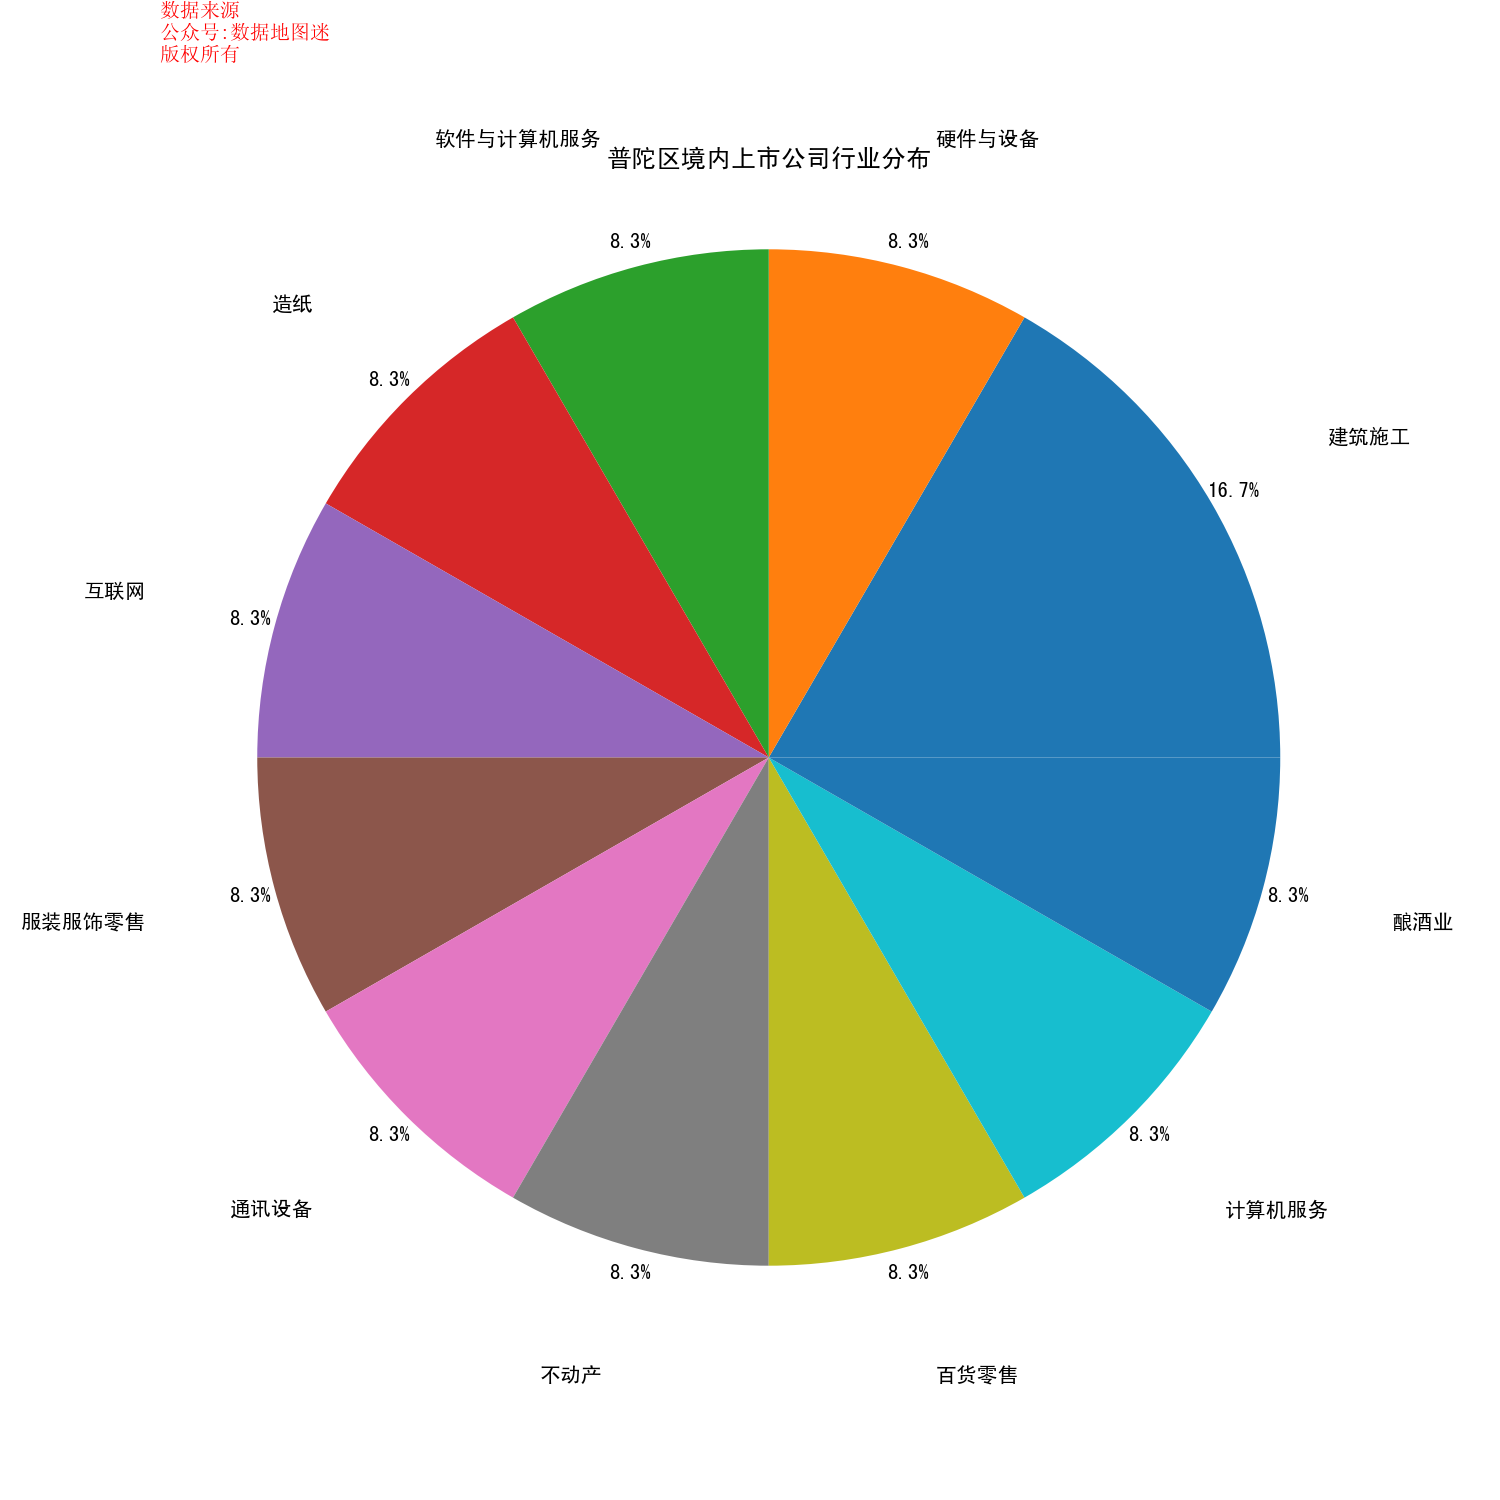 数据来源
公众号:数据地图迷
版权所有
软件与计算机服务
硬件与设备
普陀区境内上市公司行业分布
8.3%
8.3%
造纸
8.3%
建筑施工
16.7%
互联网
8.3%
8.3%
8.3%
服装服饰零售
酿酒业
8.3%
8.3%
通讯设备
计算机服务
8.3%
8.3%
不动产
百货零售